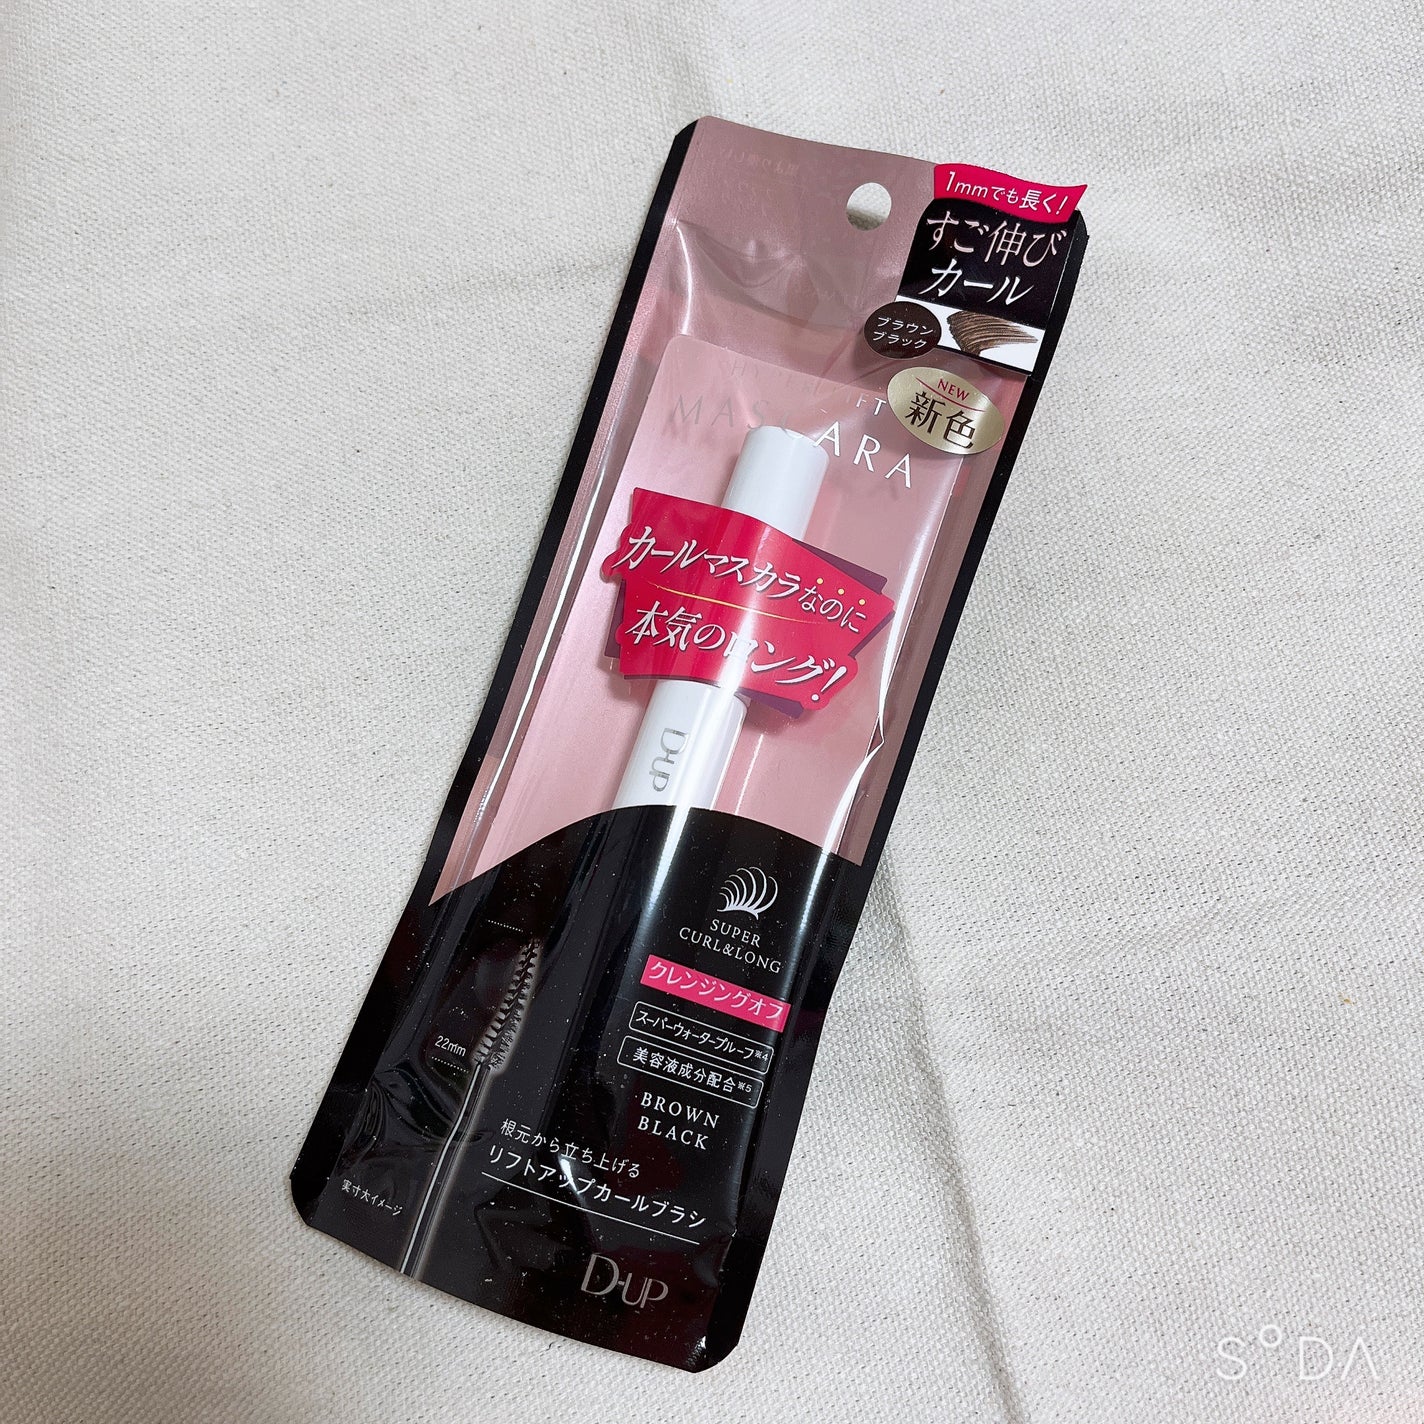 1mmでも長く!
すご伸び
カール
ブラウン
ブラック
NEW
新色
MASCARA
カールマスカラなのに
本気のロング!
D-UP
SUPER
CURL&LONG
クレンジングオフ
スーパーウォータープルーフ※4
美容液成分配合※5
BROWN
BLACK
22mm
根元から立ち上げる
リフトアップカールブラシ
実寸大イメージ
D-UP
SODA